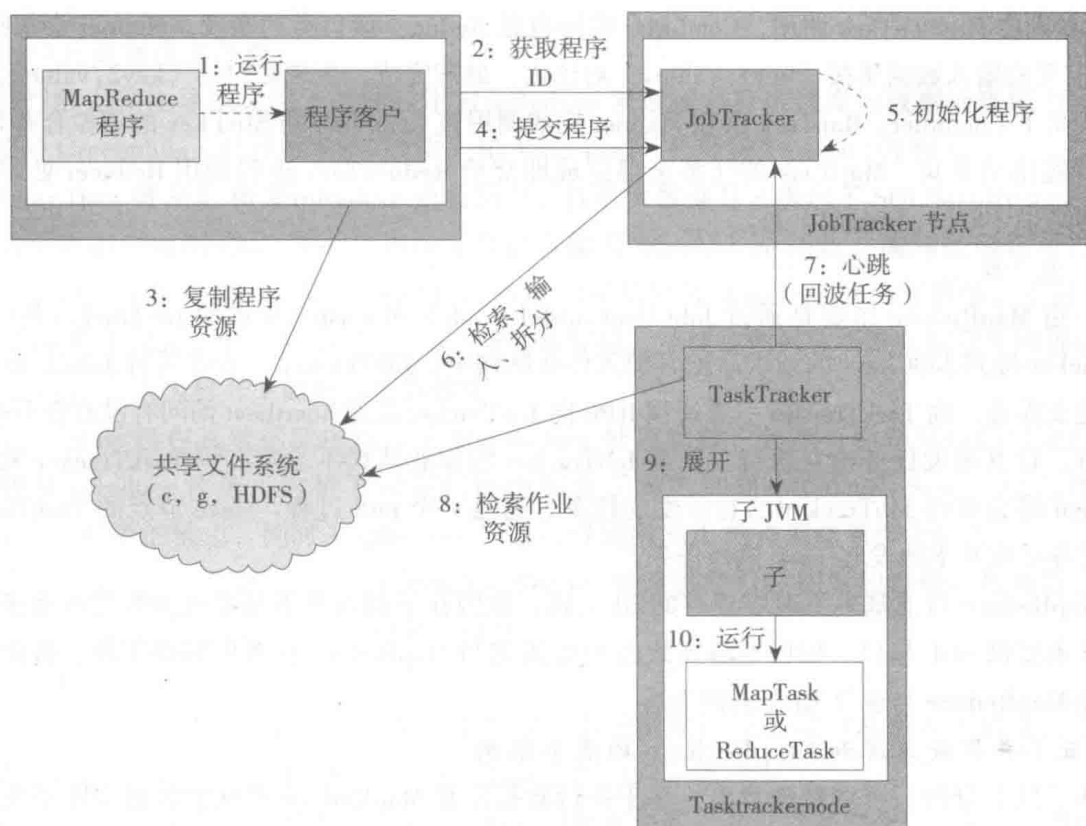 1：运行
程序
MapReduce
程序
程序客户
2：获取程序
ID
4：提交程序
JobTracker
5. 初始化程序
JobTracker 节点
3：复制程序
资源
6：检索、输
入、拆分
7：心跳
（回波任务）
TaskTracker
共享文件系统
（c，g，HDFS）
8：检索作业
资源
9：展开
子 JVM
子
10：运行
MapTask
或
ReduceTask
Tasktrackernode